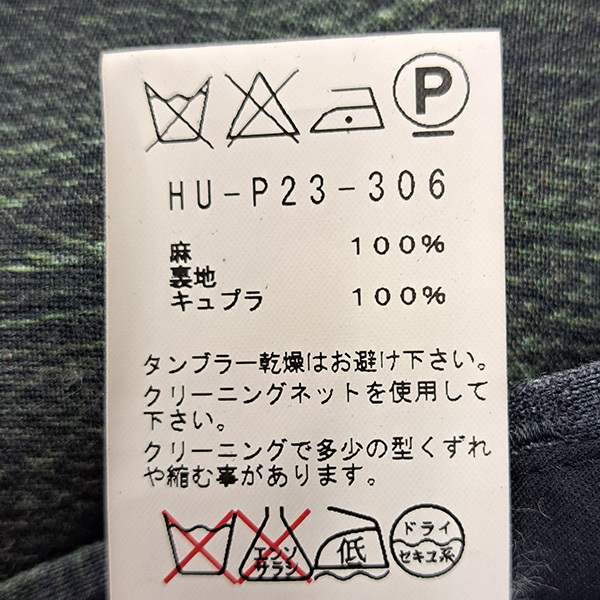 P
HU-P23-306
麻 100%
裏地
キュプラ 100%
タンブラー乾燥はお避け下さい。
クリーニングネットを使用して
下さい。
クリーニングで多少の型くずれ
や縮む事があります。
エンソ
サラシ
低
ドライ
セキユ系